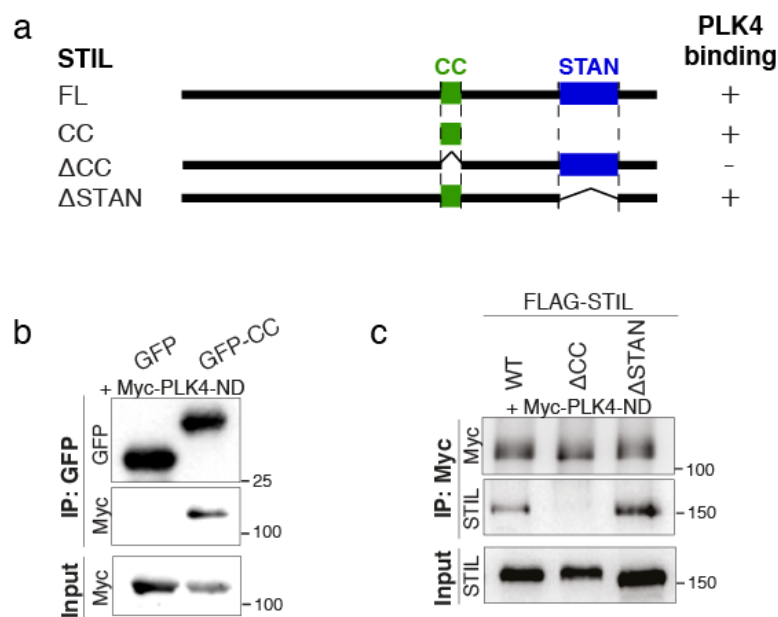 a
STIL
CC
STAN
PLK4
binding
FL
+
CC
+
ΔCC
-
ΔSTAN
+
b
GFP
GFP-CC
+ Myc-PLK4-ND
IP: GFP
GFP
25
Myc
100
Input
Myc
100
c
FLAG-STIL
WT
ΔCC
ΔSTAN
+ Myc-PLK4-ND
IP: Myc
Myc
100
STIL
150
Input
STIL
150